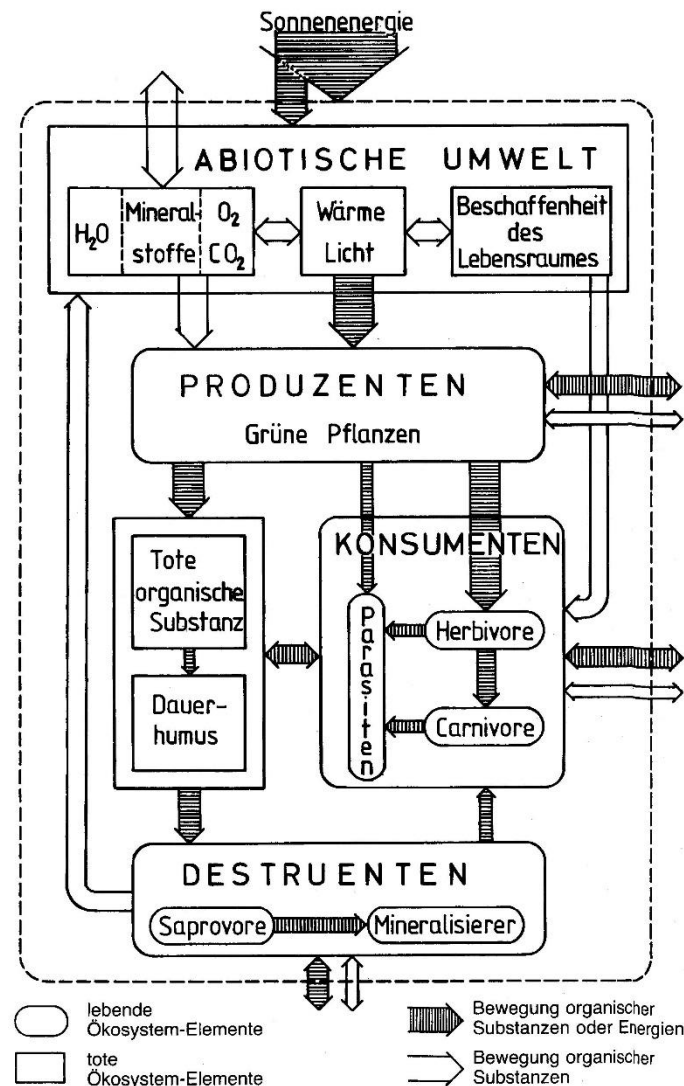 Sonnenenergie
ABIOTISCHE UMWELT
H₂O
Mineral-
stoffe
O₂
CO₂
Wärme
Licht
Beschaffenheit
des
Lebensraumes
PRODUZENTEN
Grüne Pflanzen
Tote
organische
Substanz
Dauer-
humus
KONSUMENTEN
Parasiten
Herbivore
Carnivore
DESTRUENTEN
Saprovore
Mineralisierer
lebende
Ökosystem-Elemente
tote
Ökosystem-Elemente
Bewegung organischer
Substanzen oder Energien
Bewegung organischer
Substanzen